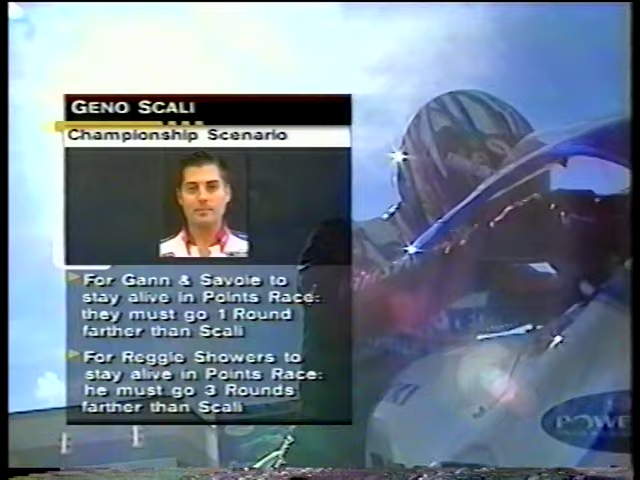 GENO SCALI
Championship Scenario
For Gann & Savoie to
stay alive in Points Race:
they must go 1 Round
farther than Scali
For Reggie Showers to
stay alive in Points Race:
he must go 3 Rounds
farther than Scali
POWE